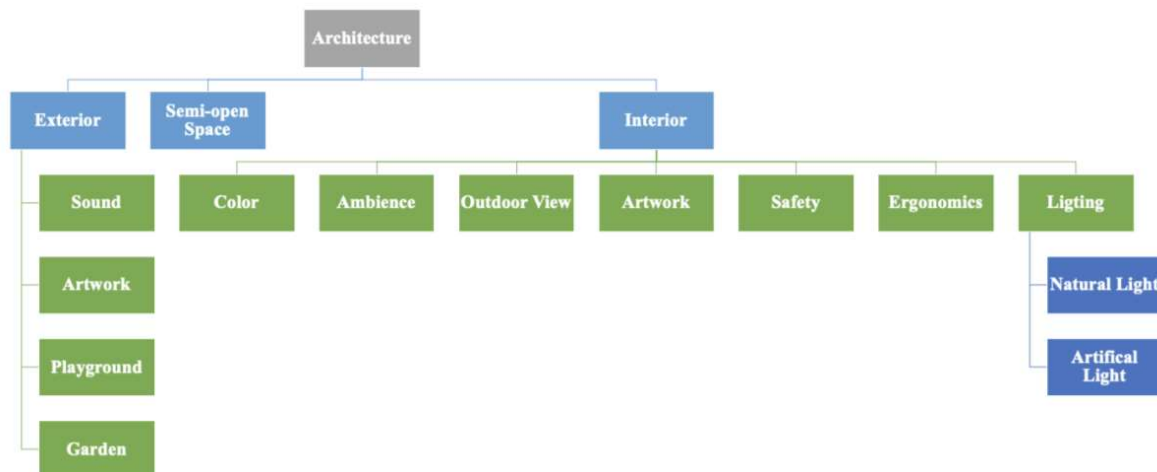 Architecture
Exterior
Semi-open
Space
Interior
Sound
Color
Ambience
Outdoor View
Artwork
Safety
Ergonomics
Ligting
Artwork
Natural Light
Playground
Artifical
Light
Garden